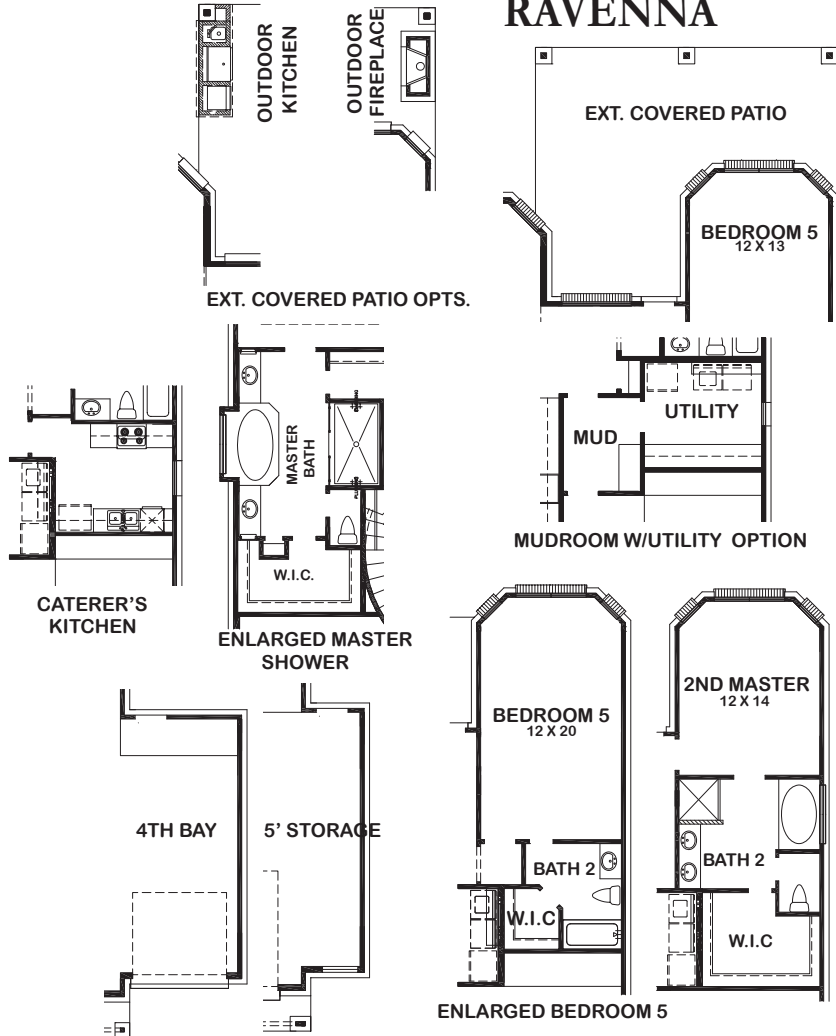 RAVENNA
OUTDOOR
KITCHEN
OUTDOOR
FIREPLACE
EXT. COVERED PATIO OPTS.
EXT. COVERED PATIO
BEDROOM 5
12 X 13
CATERER'S
KITCHEN
MASTER
BATH
W.I.C.
ENLARGED MASTER
SHOWER
MUD
UTILITY
MUDROOM W/UTILITY OPTION
4TH BAY
5' STORAGE
BEDROOM 5
12 X 20
BATH 2
W.I.C
ENLARGED BEDROOM 5
2ND MASTER
12 X 14
BATH 2
W.I.C